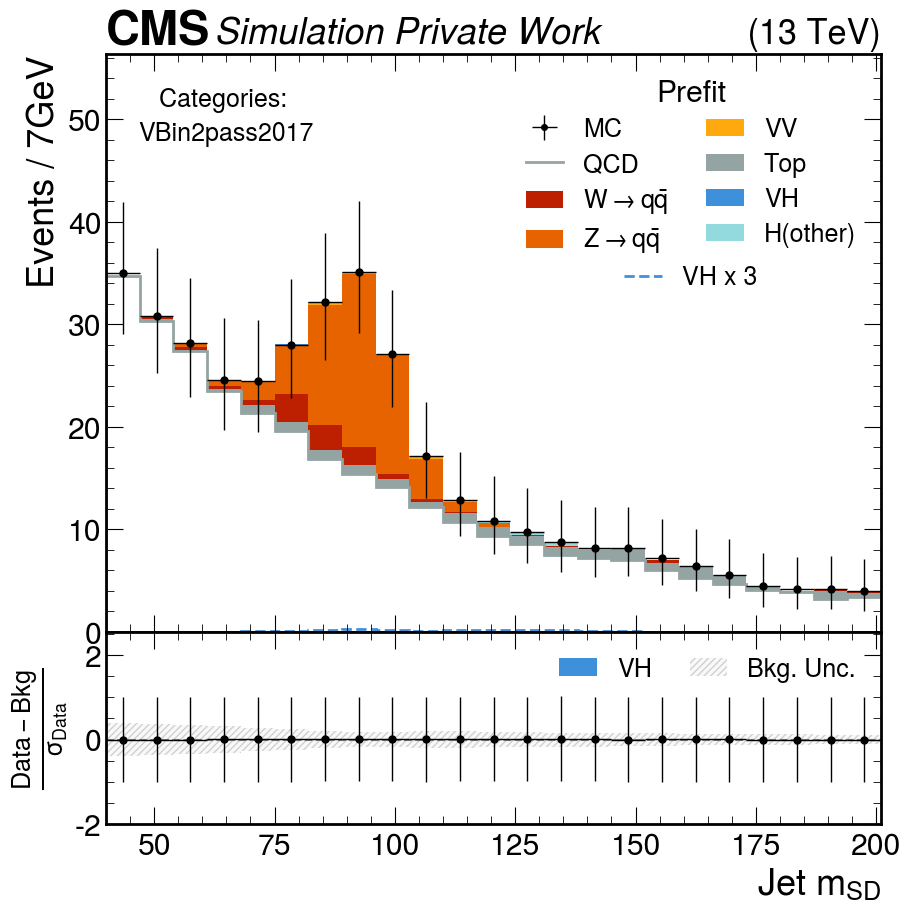 CMS Simulation Private Work (13 TeV)
Events / 7GeV
Categories:
VBin2pass2017
Prefit
MC
QCD
W → qq̄
Z → qq̄
VV
Top
VH
H(other)
VH x 3
50
40
30
20
10
0
Data – Bkg
σData
VH
Bkg. Unc.
2
0
-2
50 75 100 125 150 175 200
Jet mSD